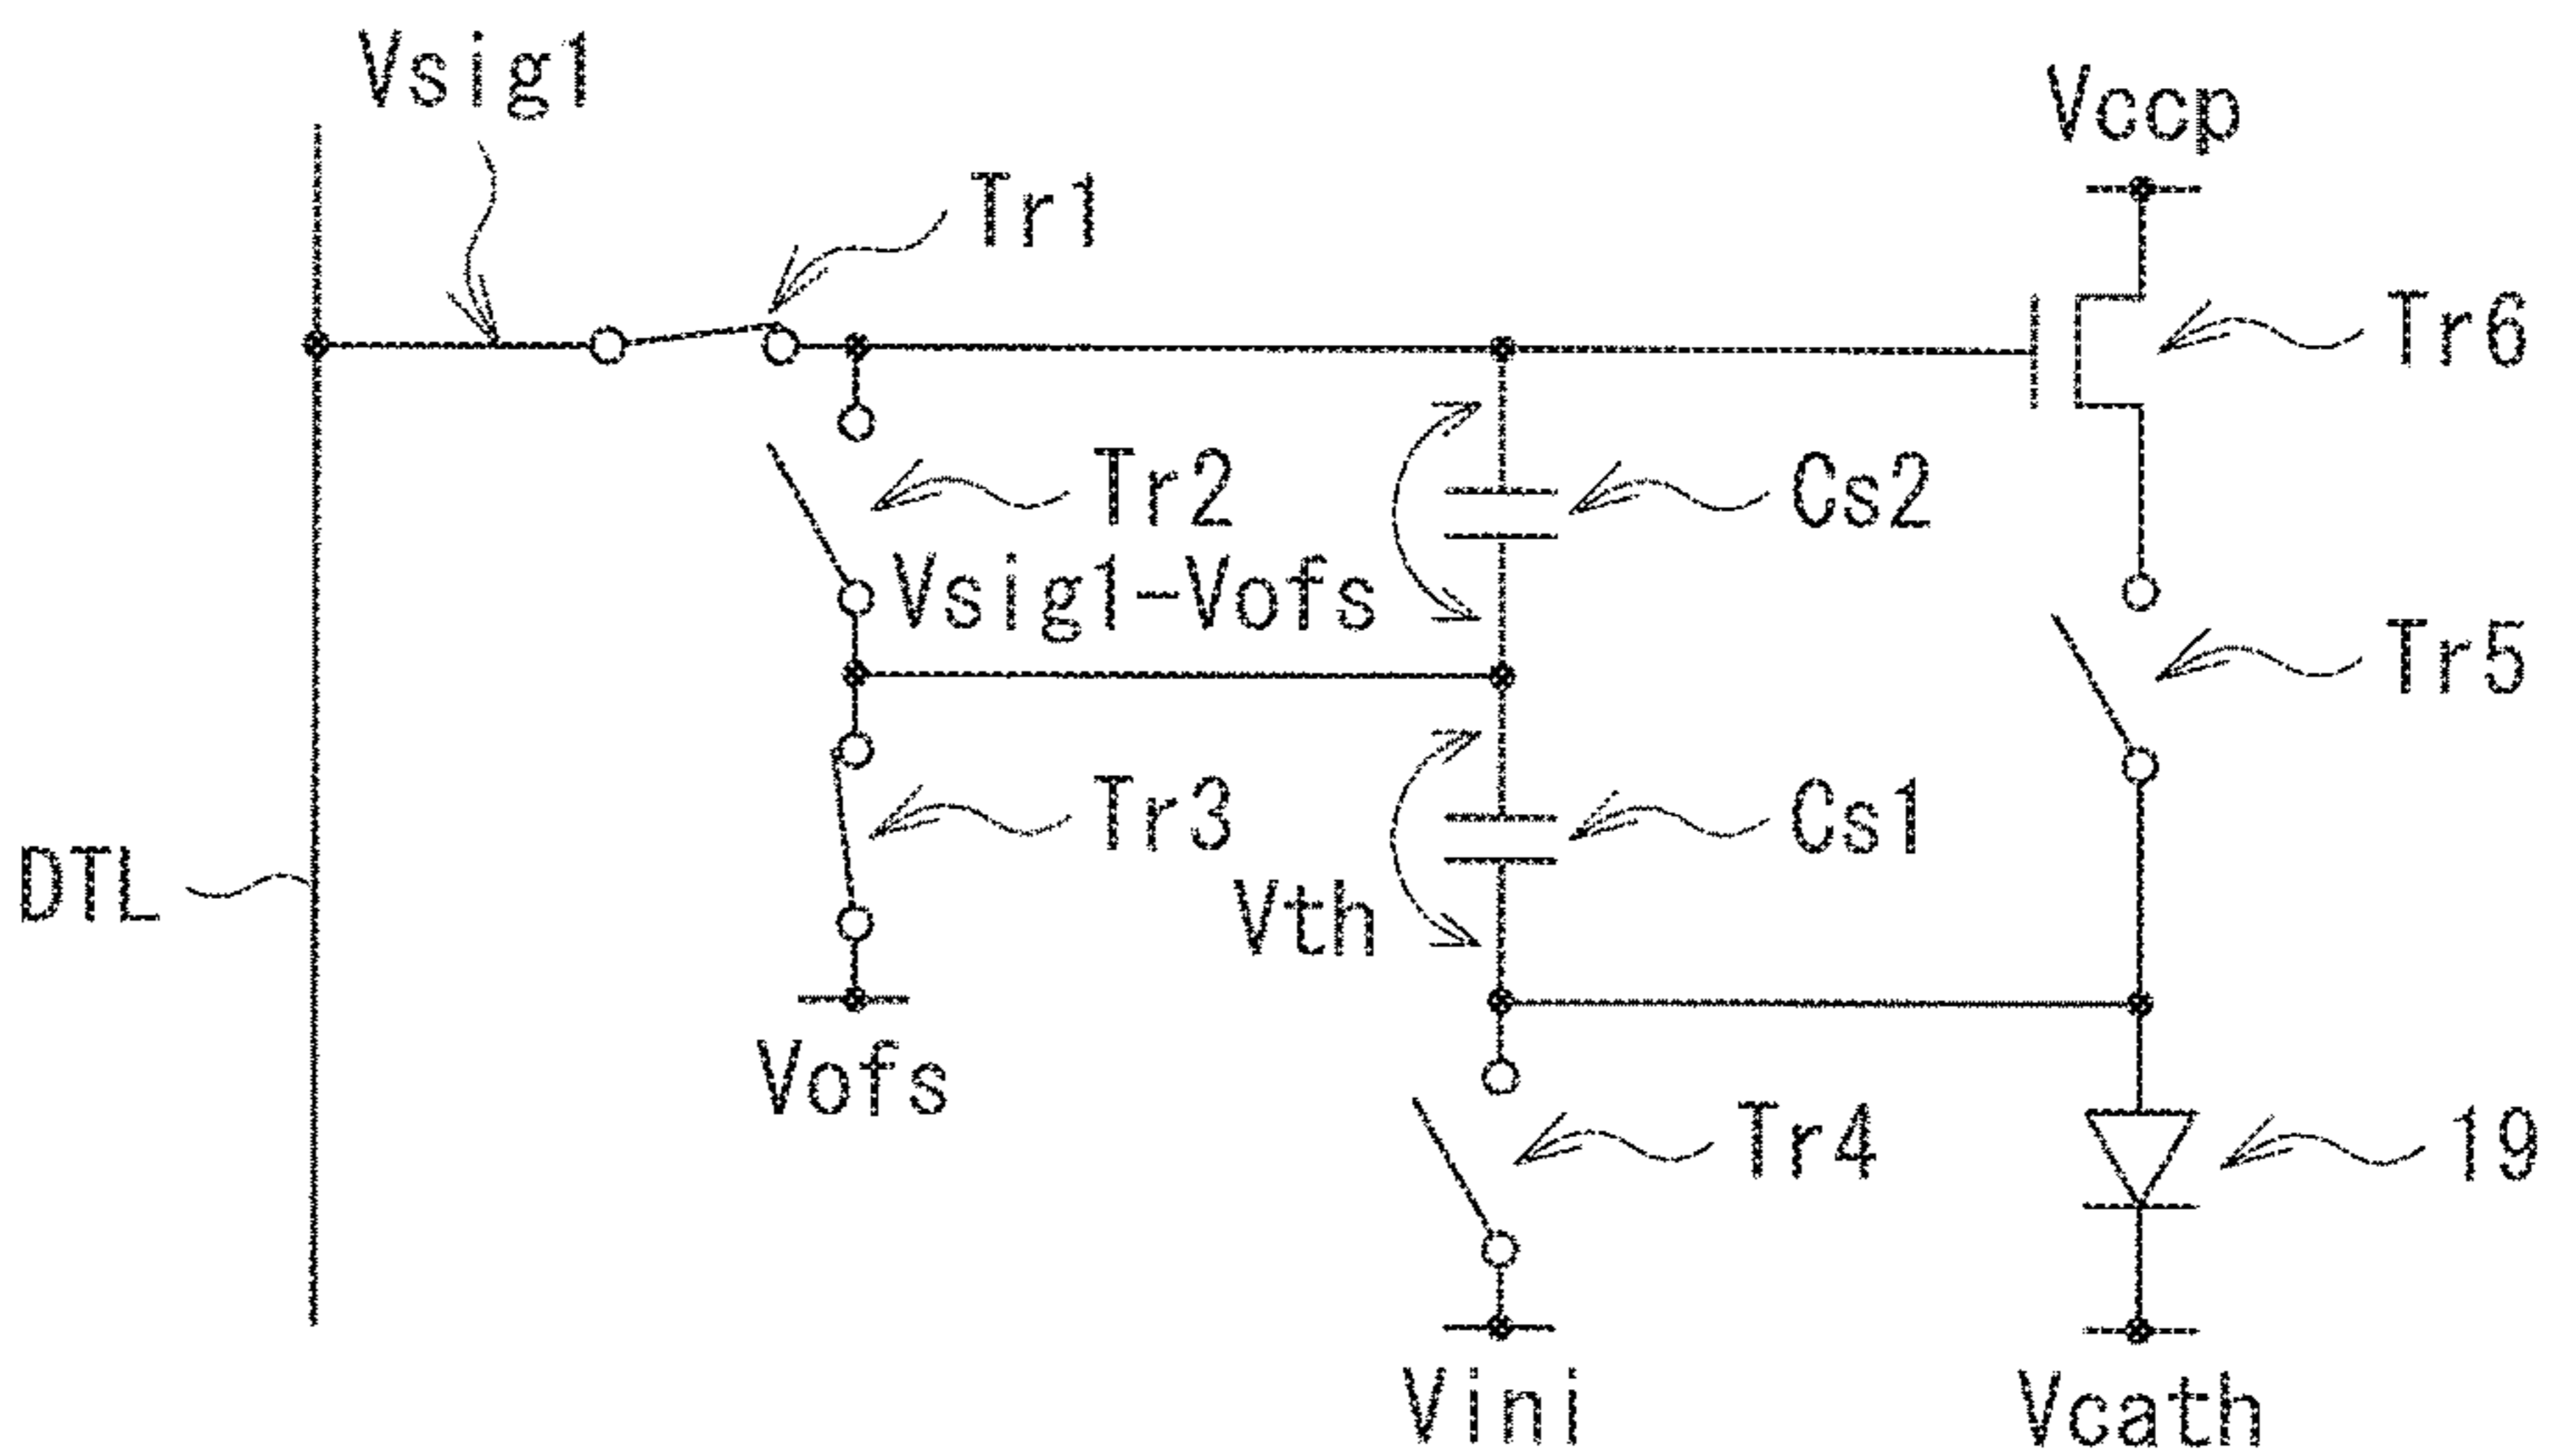 Vsig1
Vccp
Tr1
Tr6
Tr2
Cs2
Vsig1-Vofs
Tr5
Tr3
Cs1
DTL
Vth
Vofs
Tr4
19
Vini
Vcath